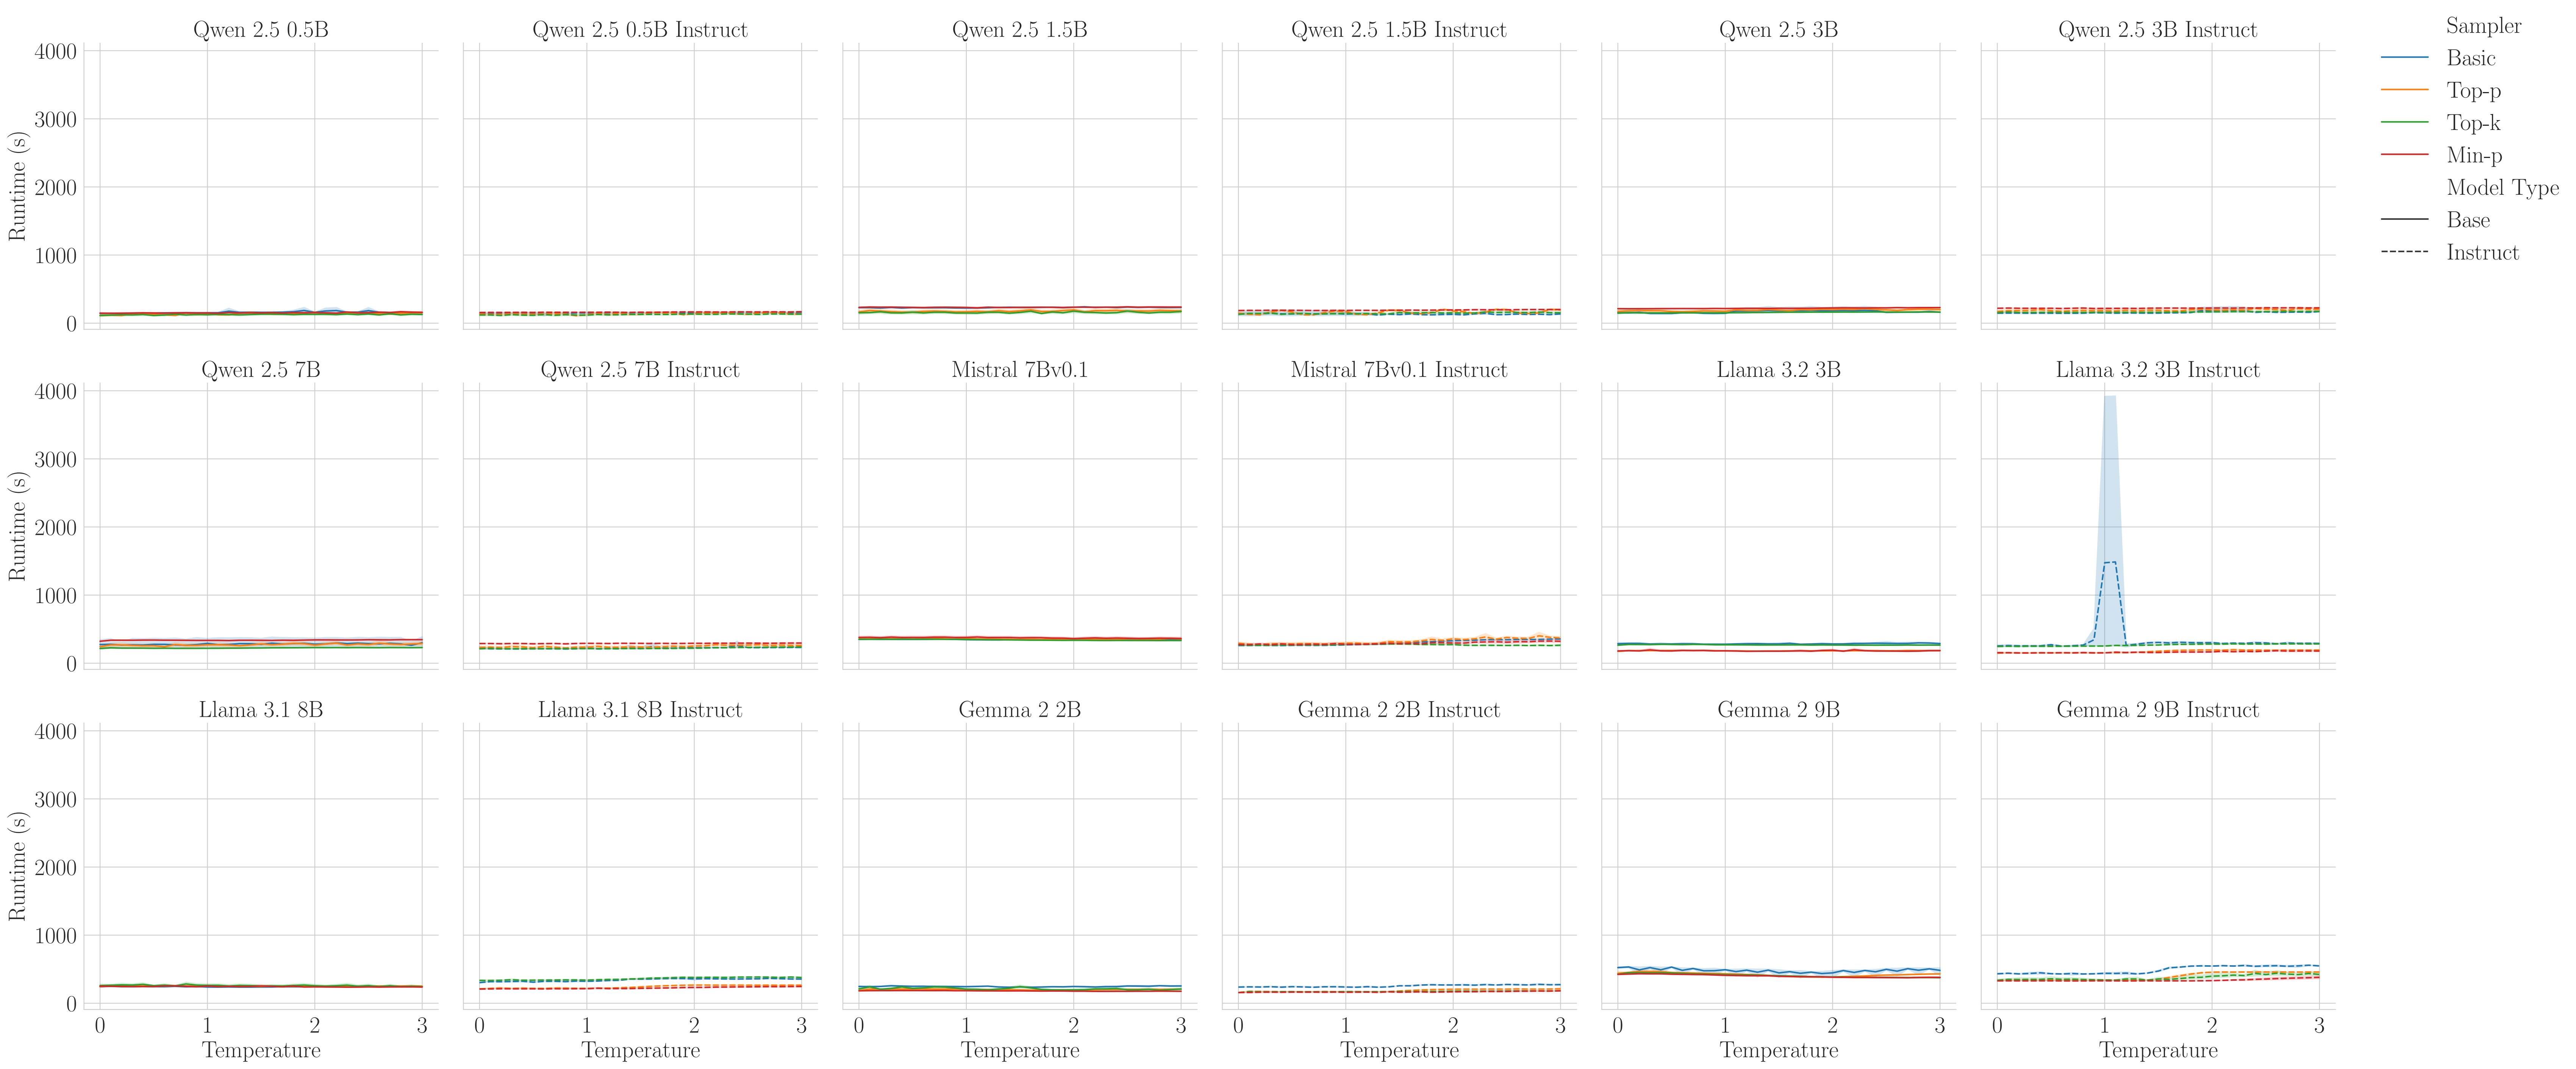 Qwen 2.5 0.5B
Qwen 2.5 0.5B Instruct
Qwen 2.5 1.5B
Qwen 2.5 1.5B Instruct
Qwen 2.5 3B
Qwen 2.5 3B Instruct
Sampler
Basic
Top-p
Top-k
Min-p
Model Type
Base
Instruct
4000
3000
2000
1000
0
Runtime (s)
Qwen 2.5 7B
Qwen 2.5 7B Instruct
Mistral 7Bv0.1
Mistral 7Bv0.1 Instruct
Llama 3.2 3B
Llama 3.2 3B Instruct
4000
3000
2000
1000
0
Runtime (s)
Llama 3.1 8B
Llama 3.1 8B Instruct
Gemma 2 2B
Gemma 2 2B Instruct
Gemma 2 9B
Gemma 2 9B Instruct
4000
3000
2000
1000
0
Runtime (s)
0 1 2 3
0 1 2 3
0 1 2 3
0 1 2 3
0 1 2 3
0 1 2 3
Temperature
Temperature
Temperature
Temperature
Temperature
Temperature